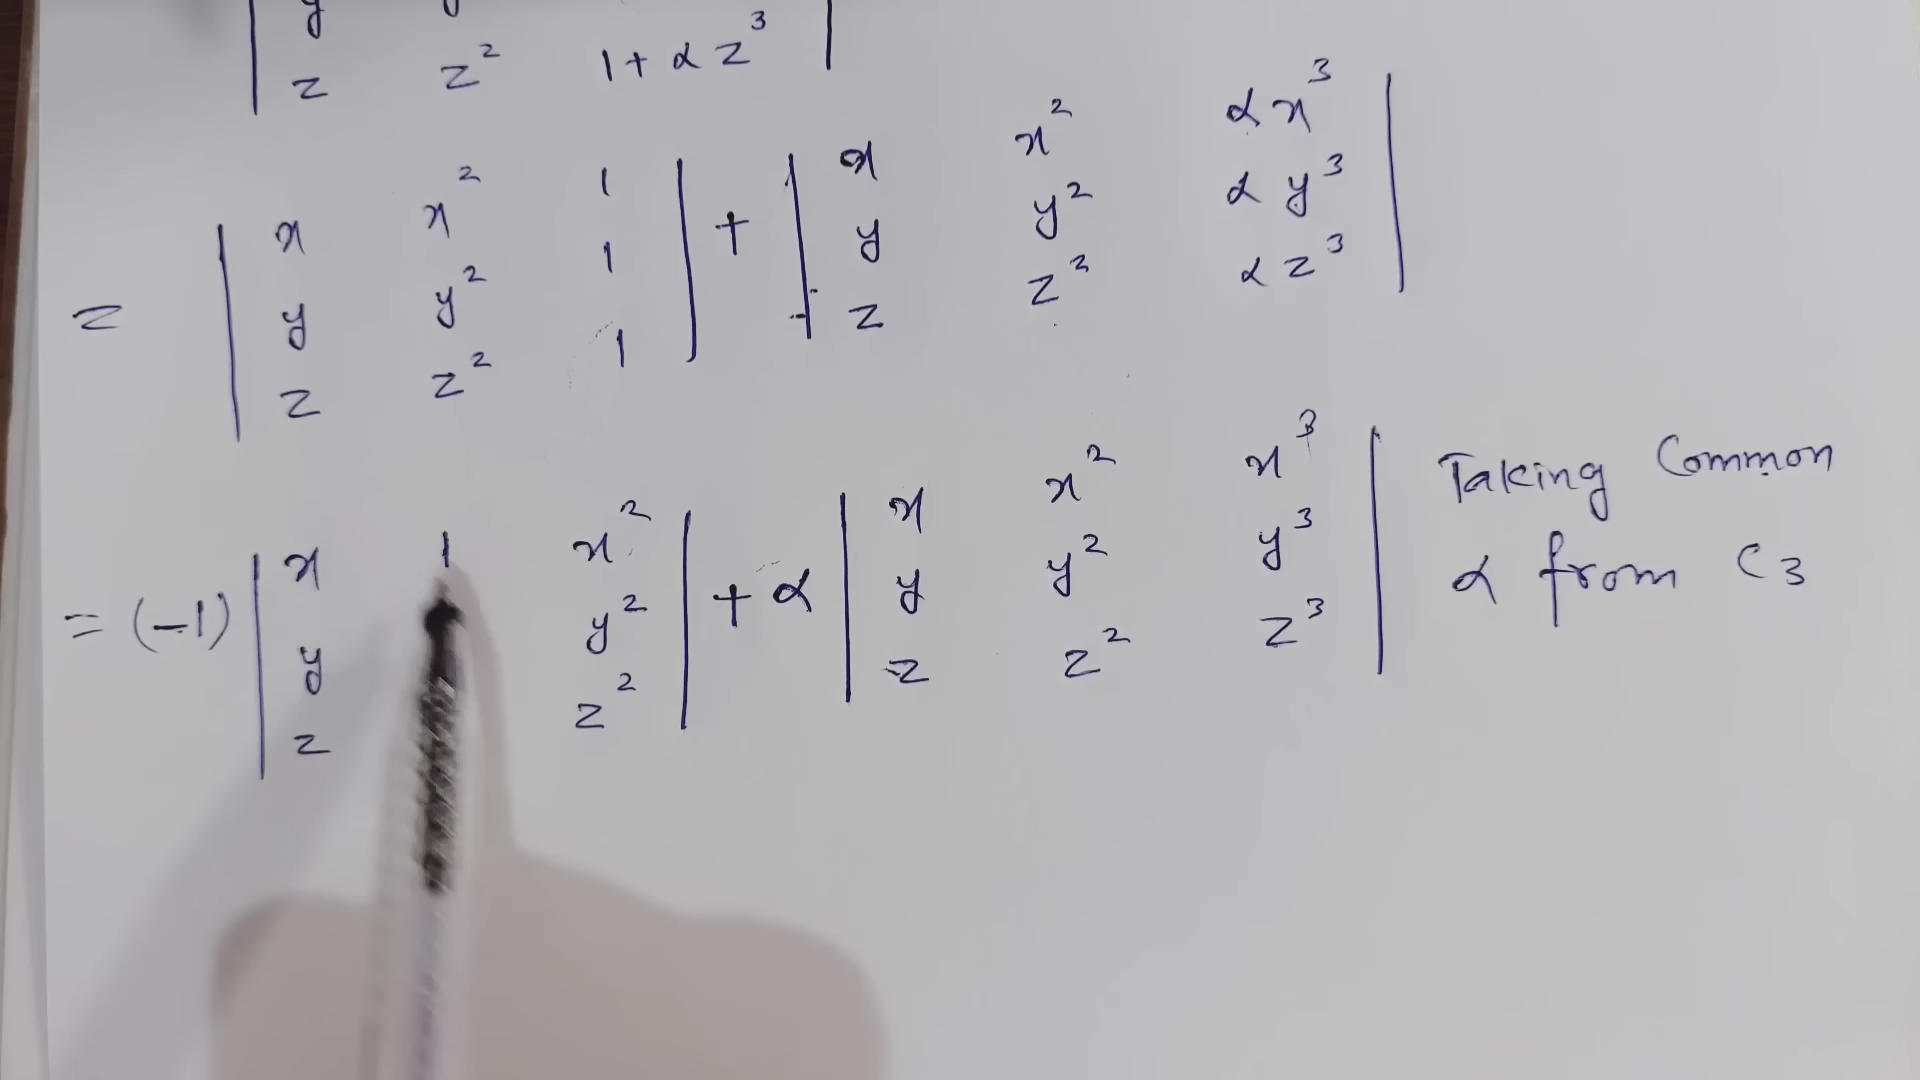 | y y
| z z² 1+αz³ |
= | x x² 1 | + | x x² αx³ |
| y y² 1 | | y y² αy³ |
| z z² 1 | | z z² αz³ |
= (-1) | x 1 x² | + α | x x² x³ | Taking Common
| y y² | | y y² y³ | α from C3
| z z² | | z z² z³ |